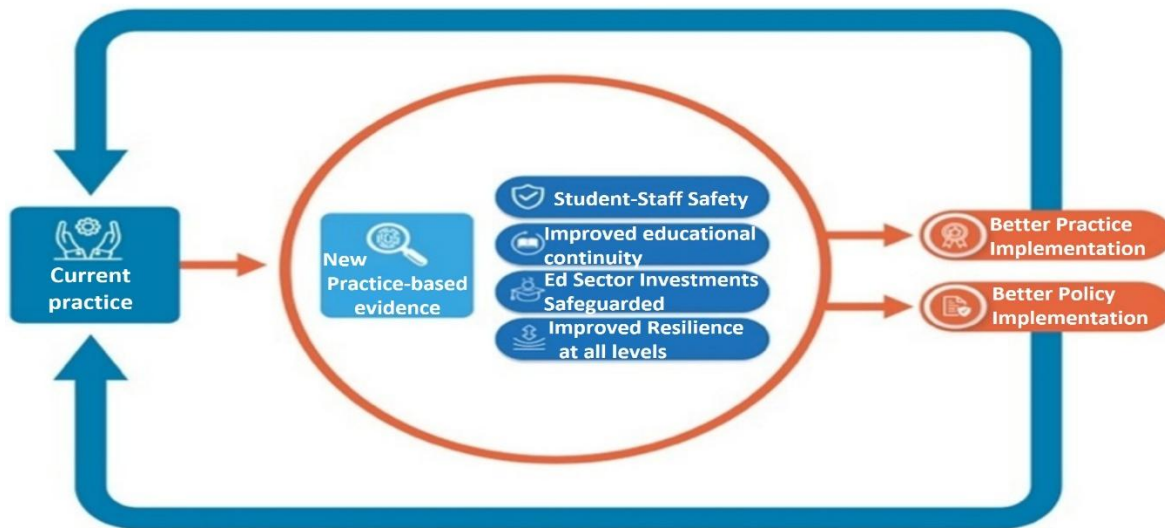 Current
practice
New
Practice-based
evidence
Student-Staff Safety
Improved educational
continuity
Ed Sector Investments
Safeguarded
Improved Resilience
at all levels
Better Practice
Implementation
Better Policy
Implementation